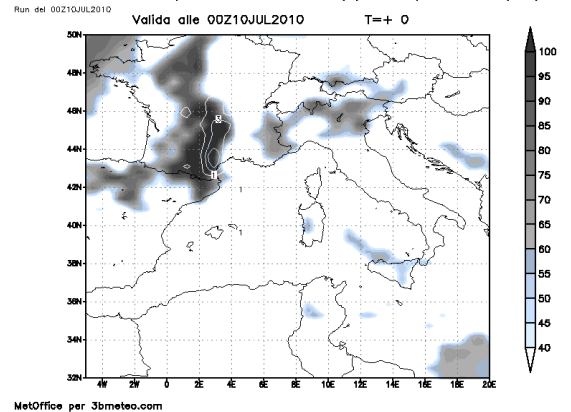 Run del 00Z10JUL2010
Valida alle 00Z10JUL2010 T=+ 0
50N
48N
46N
44N
42N
40N
38N
36N
34N
32N
4W 2W 0 2E 4E 6E 8E 10E 12E 14E 16E 18E 20E
100
95
90
85
80
75
70
65
60
55
50
45
40
1
1
MetOffice per 3bmeteo.com